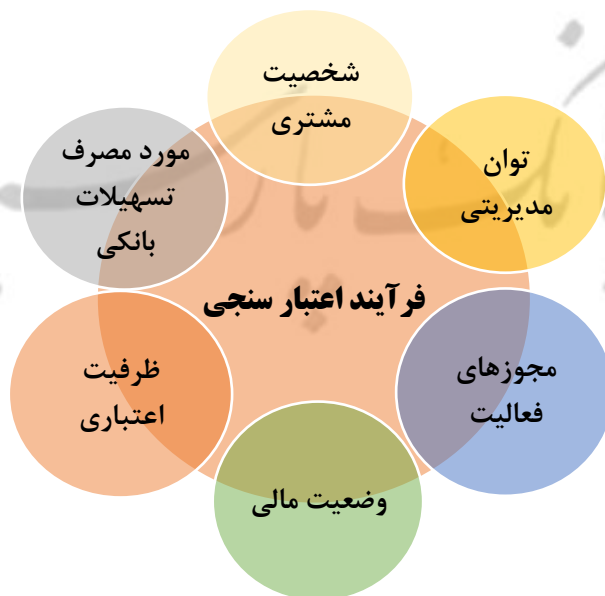 شخصیت
مشتری
توان
مدیریتی
مجوزهای
فعالیت
وضعیت مالی
ظرفیت
اعتباری
مورد مصرف
تسهیلات
بانکی
فرآیند اعتبار سنجی